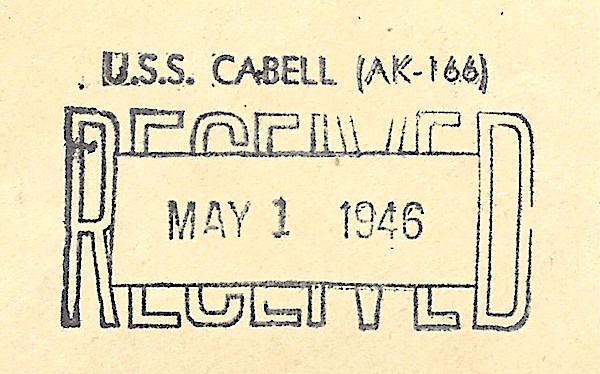 U.S.S. CABELL (AK-166)
RECEIVED
MAY 1 1946